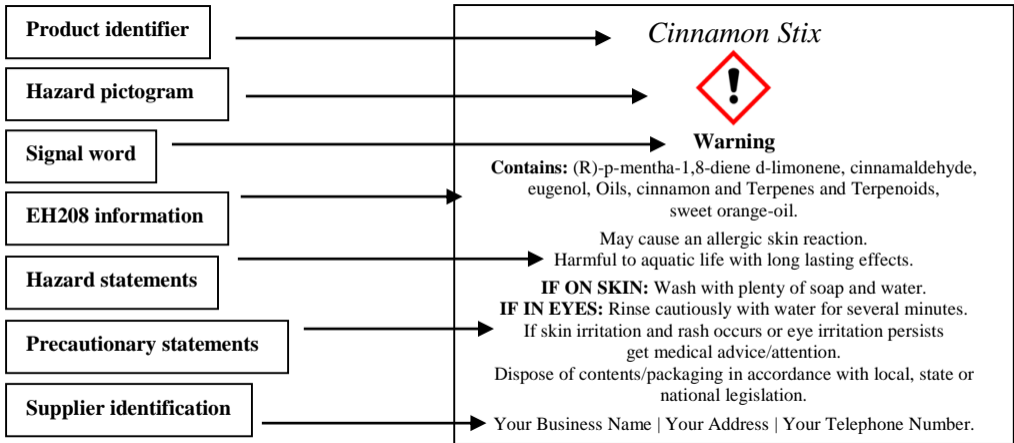 Product identifier
Hazard pictogram
Signal word
EH208 information
Hazard statements
Precautionary statements
Supplier identification
Cinnamon Stix
!
Warning
Contains: (R)-p-mentha-1,8-diene d-limonene, cinnamaldehyde,
eugenol, Oils, cinnamon and Terpenes and Terpenoids,
sweet orange-oil.
May cause an allergic skin reaction.
Harmful to aquatic life with long lasting effects.
IF ON SKIN: Wash with plenty of soap and water.
IF IN EYES: Rinse cautiously with water for several minutes.
If skin irritation and rash occurs or eye irritation persists
get medical advice/attention.
Dispose of contents/packaging in accordance with local, state or
national legislation.
Your Business Name | Your Address | Your Telephone Number.